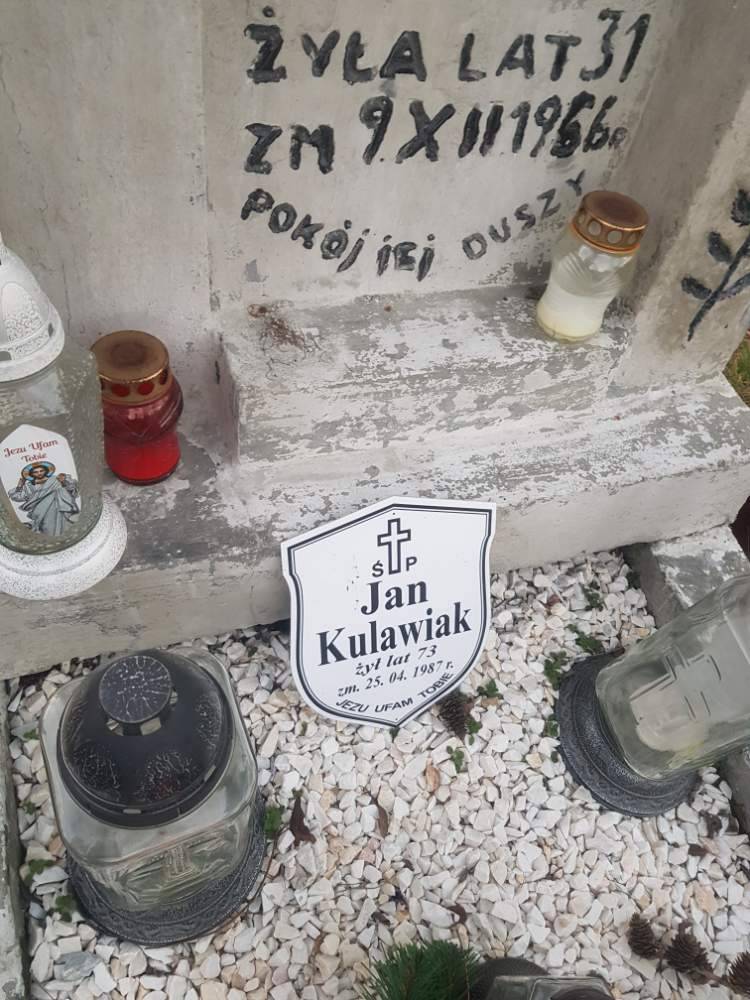 ŻYŁA LAT 31
ZM 9.XII 1966
POKÓJ JEJ DUSZY
Jezu Ufam
Tobie
Ś P
Jan
Kulawiak
żył lat 73
zm. 25. 04. 1987 r.
JEZU UFAM TOBIE